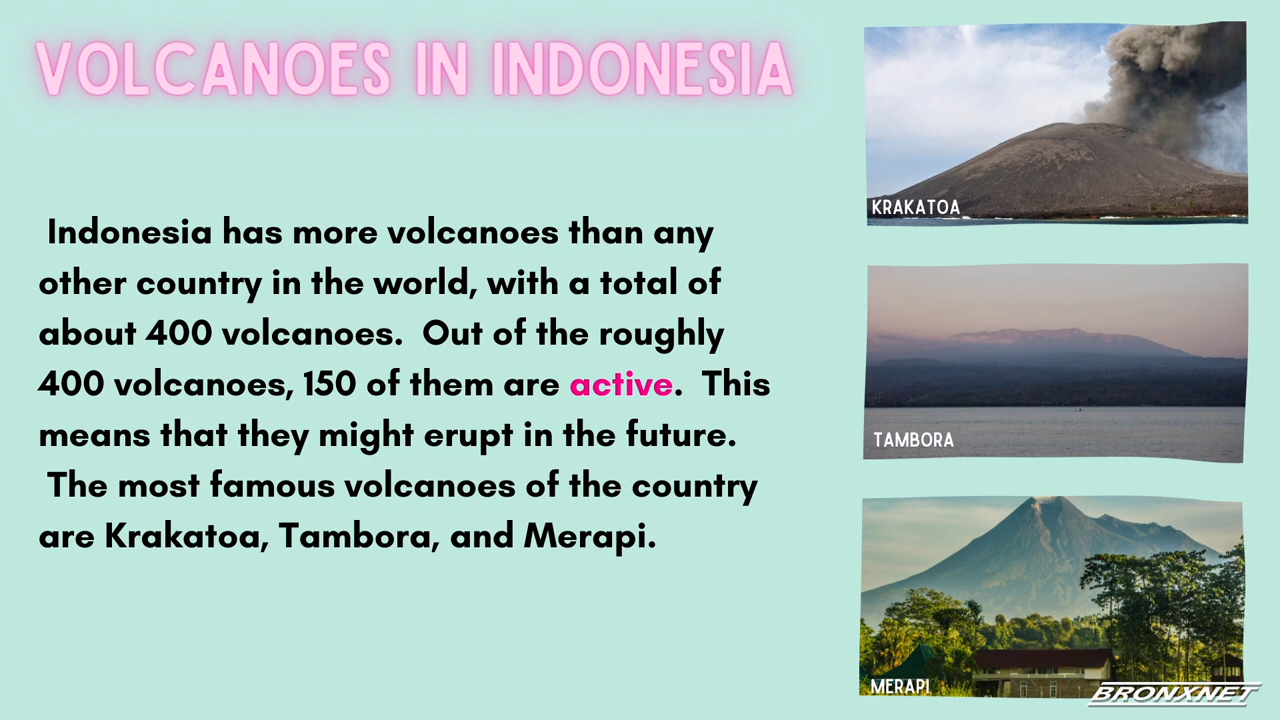 VOLCANOES IN INDONESIA
Indonesia has more volcanoes than any
other country in the world, with a total of
about 400 volcanoes. Out of the roughly
400 volcanoes, 150 of them are active. This
means that they might erupt in the future.
The most famous volcanoes of the country
are Krakatoa, Tambora, and Merapi.
KRAKATOA
TAMBORA
MERAPI
BRONXNET